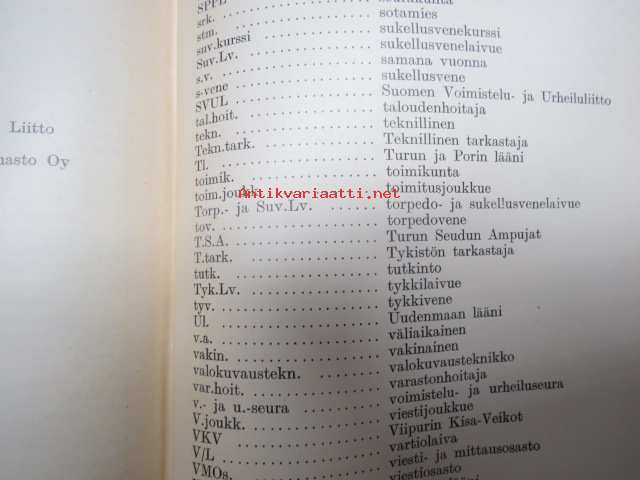 Liitto
nasto Oy
SPPL
srk. seurakunta
stm. sotamies
suv.kurssi sukellusvenekurssi
Suv.Lv. sukellusvenelaivue
s.v. samana vuonna
s-vene sukellusvene
SVUL Suomen Voimistelu- ja Urheiluliitto
tal.hoit. taloudenhoitaja
tekn. teknillinen
Tekn.tark. Teknillinen tarkastaja
Tl. Turun ja Porin lääni
toimik. toimikunta
toim.joukk. toimitusjoukkue
Antikvariaatti.net
Torp.- ja Suv.Lv. torpedo- ja sukellusvenelaivue
tov. torpedovene
T.S.A. Turun Seudun Ampujat
T.tark. Tykistön tarkastaja
tutk. tutkinto
Tyk.Lv. tykkilaivue
tyv. tykkivene
UL Uudenmaan lääni
v.a. väliaikainen
vakin. vakinainen
valokuvaustekn. valokuvausteknikko
var.hoit. varastonhoitaja
v.- ja u.-seura voimistelu- ja urheiluseura
V.joukk. viestijoukkue
VKV Viipurin Kisa-Veikot
V/L vartiolaiva
VMOs. viesti- ja mittausosasto
viestiosasto